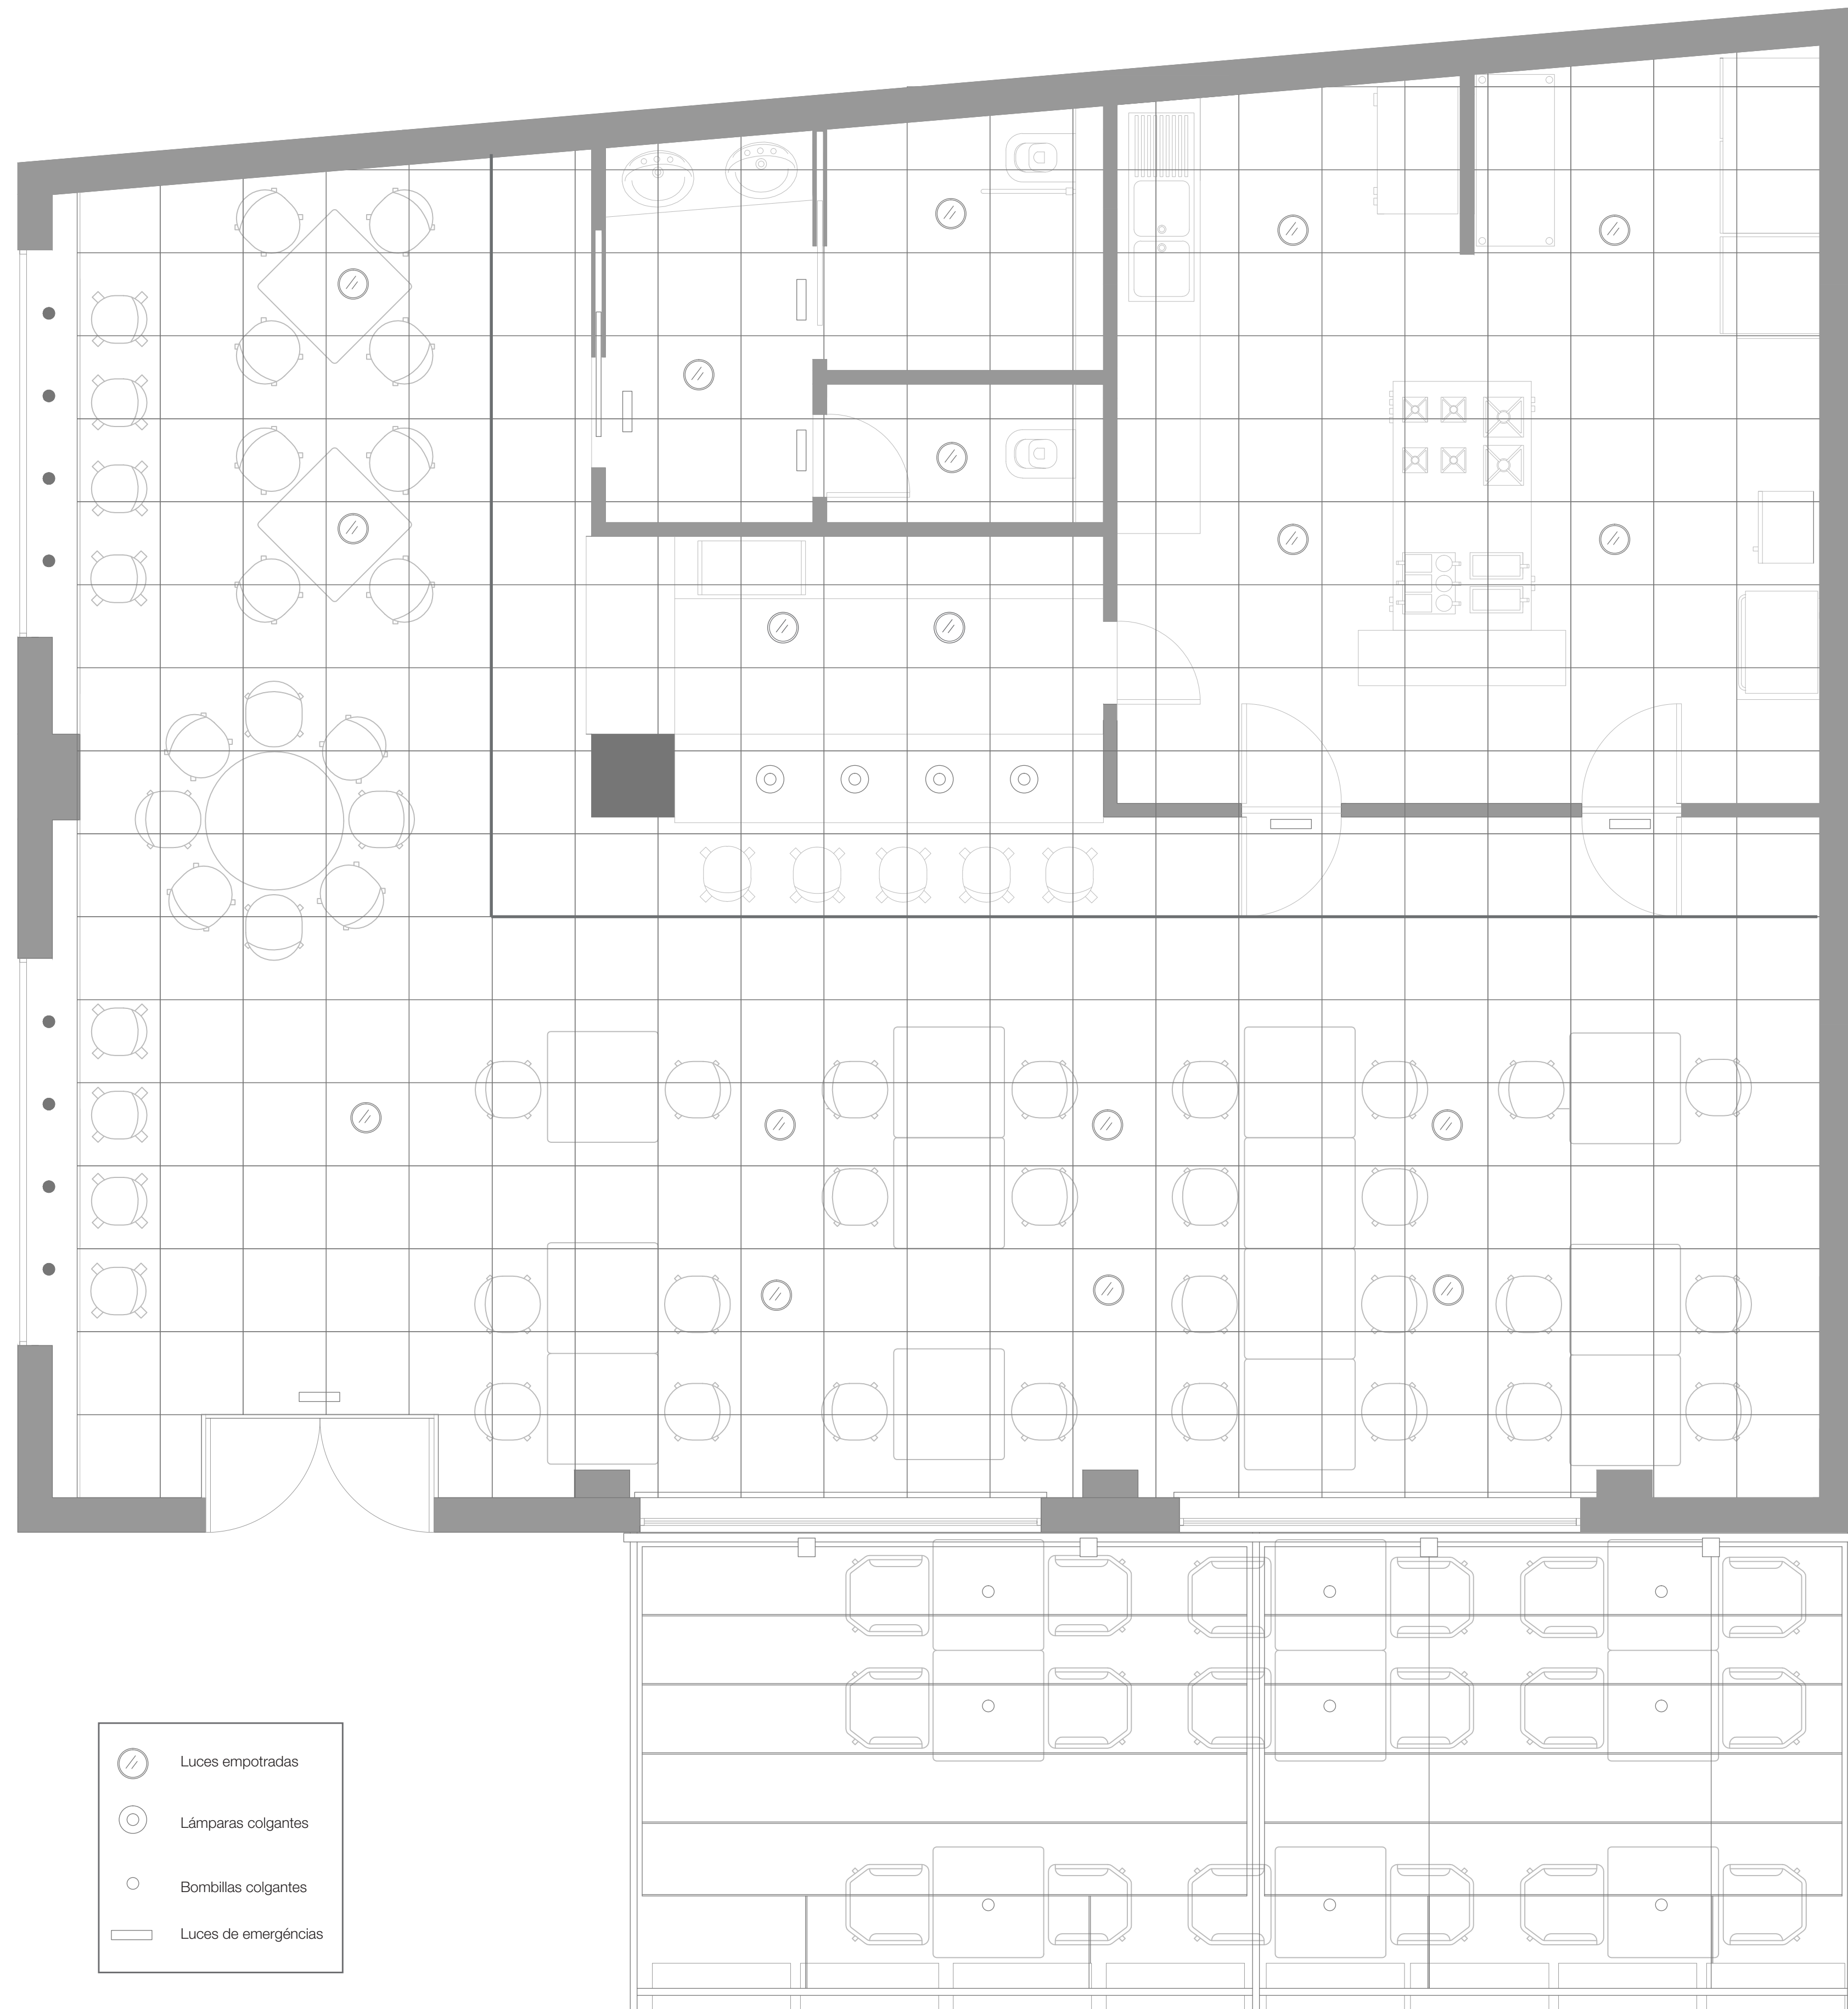 Luces empotradas
Lámparas colgantes
Bombillas colgantes
Luces de emergéncias